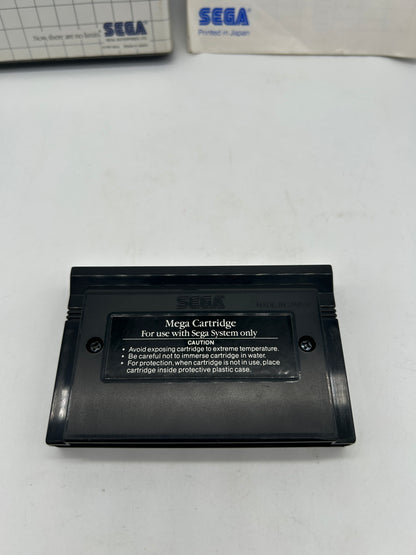 Now, there are no limits
SEGA
SEGA
Printed in Japan
SEGA
MADE IN JAPAN
Mega Cartridge
For use with Sega System only
CAUTION
• Avoid exposing cartridge to extreme temperature.
• Be careful not to immerse cartridge in water.
• For protection, when cartridge is not in use, place
cartridge inside protective plastic case.